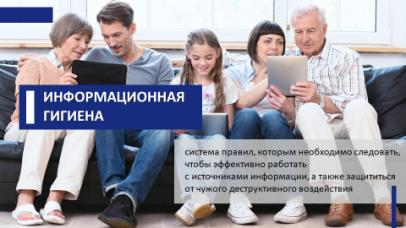 ИНФОРМАЦИОННАЯ
ГИГИЕНА
система правил, которым необходимо следовать,
чтобы эффективно работать
с источниками информации, а также защититься
от чужого деструктивного воздействия